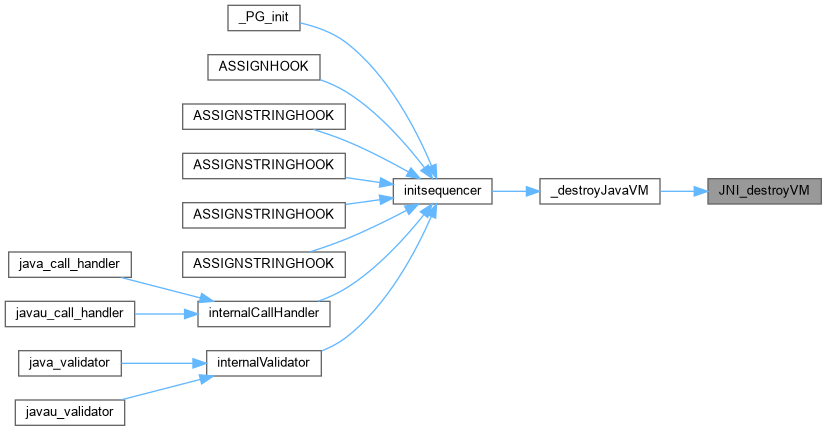 _PG_init
ASSIGNHOOK
ASSIGNSTRINGHOOK
ASSIGNSTRINGHOOK
ASSIGNSTRINGHOOK
ASSIGNSTRINGHOOK
initsequencer
_destroyJavaVM
JNI_destroyVM
java_call_handler
javau_call_handler
internalCallHandler
java_validator
internalValidator
javau_validator